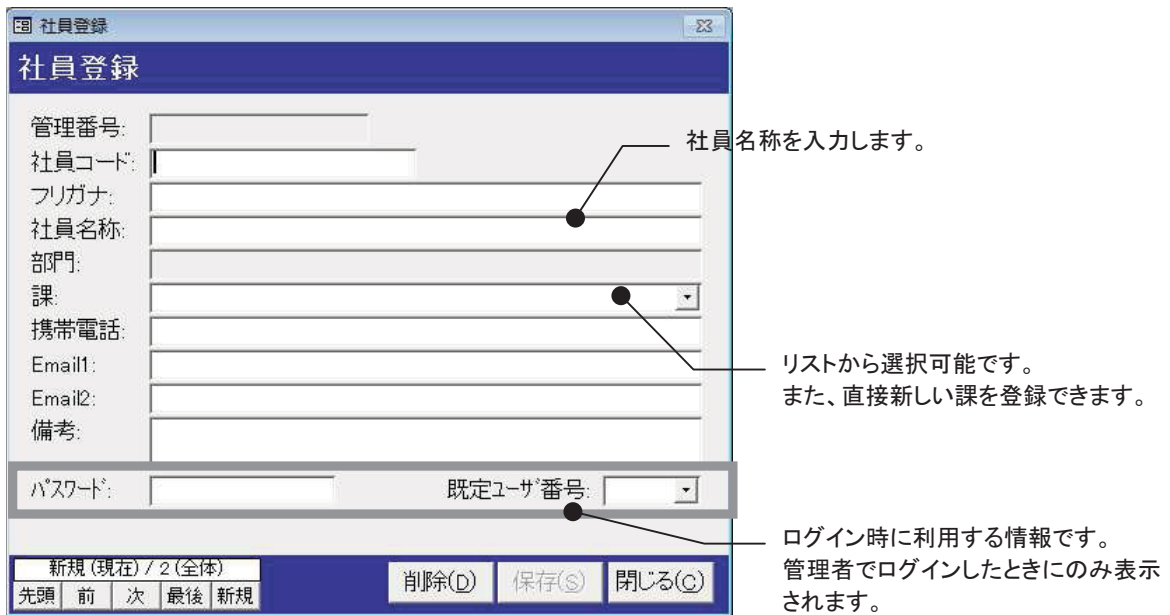 社員登録
社員登録
管理番号:
社員コード:
フリガナ:
社員名称:
部門:
課:
携帯電話:
Email1:
Email2:
備考:
パスワード:
既定ユーザ番号:
新規(現在) / 2(全体)
先頭 前 次 最後 新規
削除(D) 保存(S) 閉じる(C)
社員名称を入力します。
リストから選択可能です。
また、直接新しい課を登録できます。
ログイン時に利用する情報です。
管理者でログインしたときにのみ表示
されます。